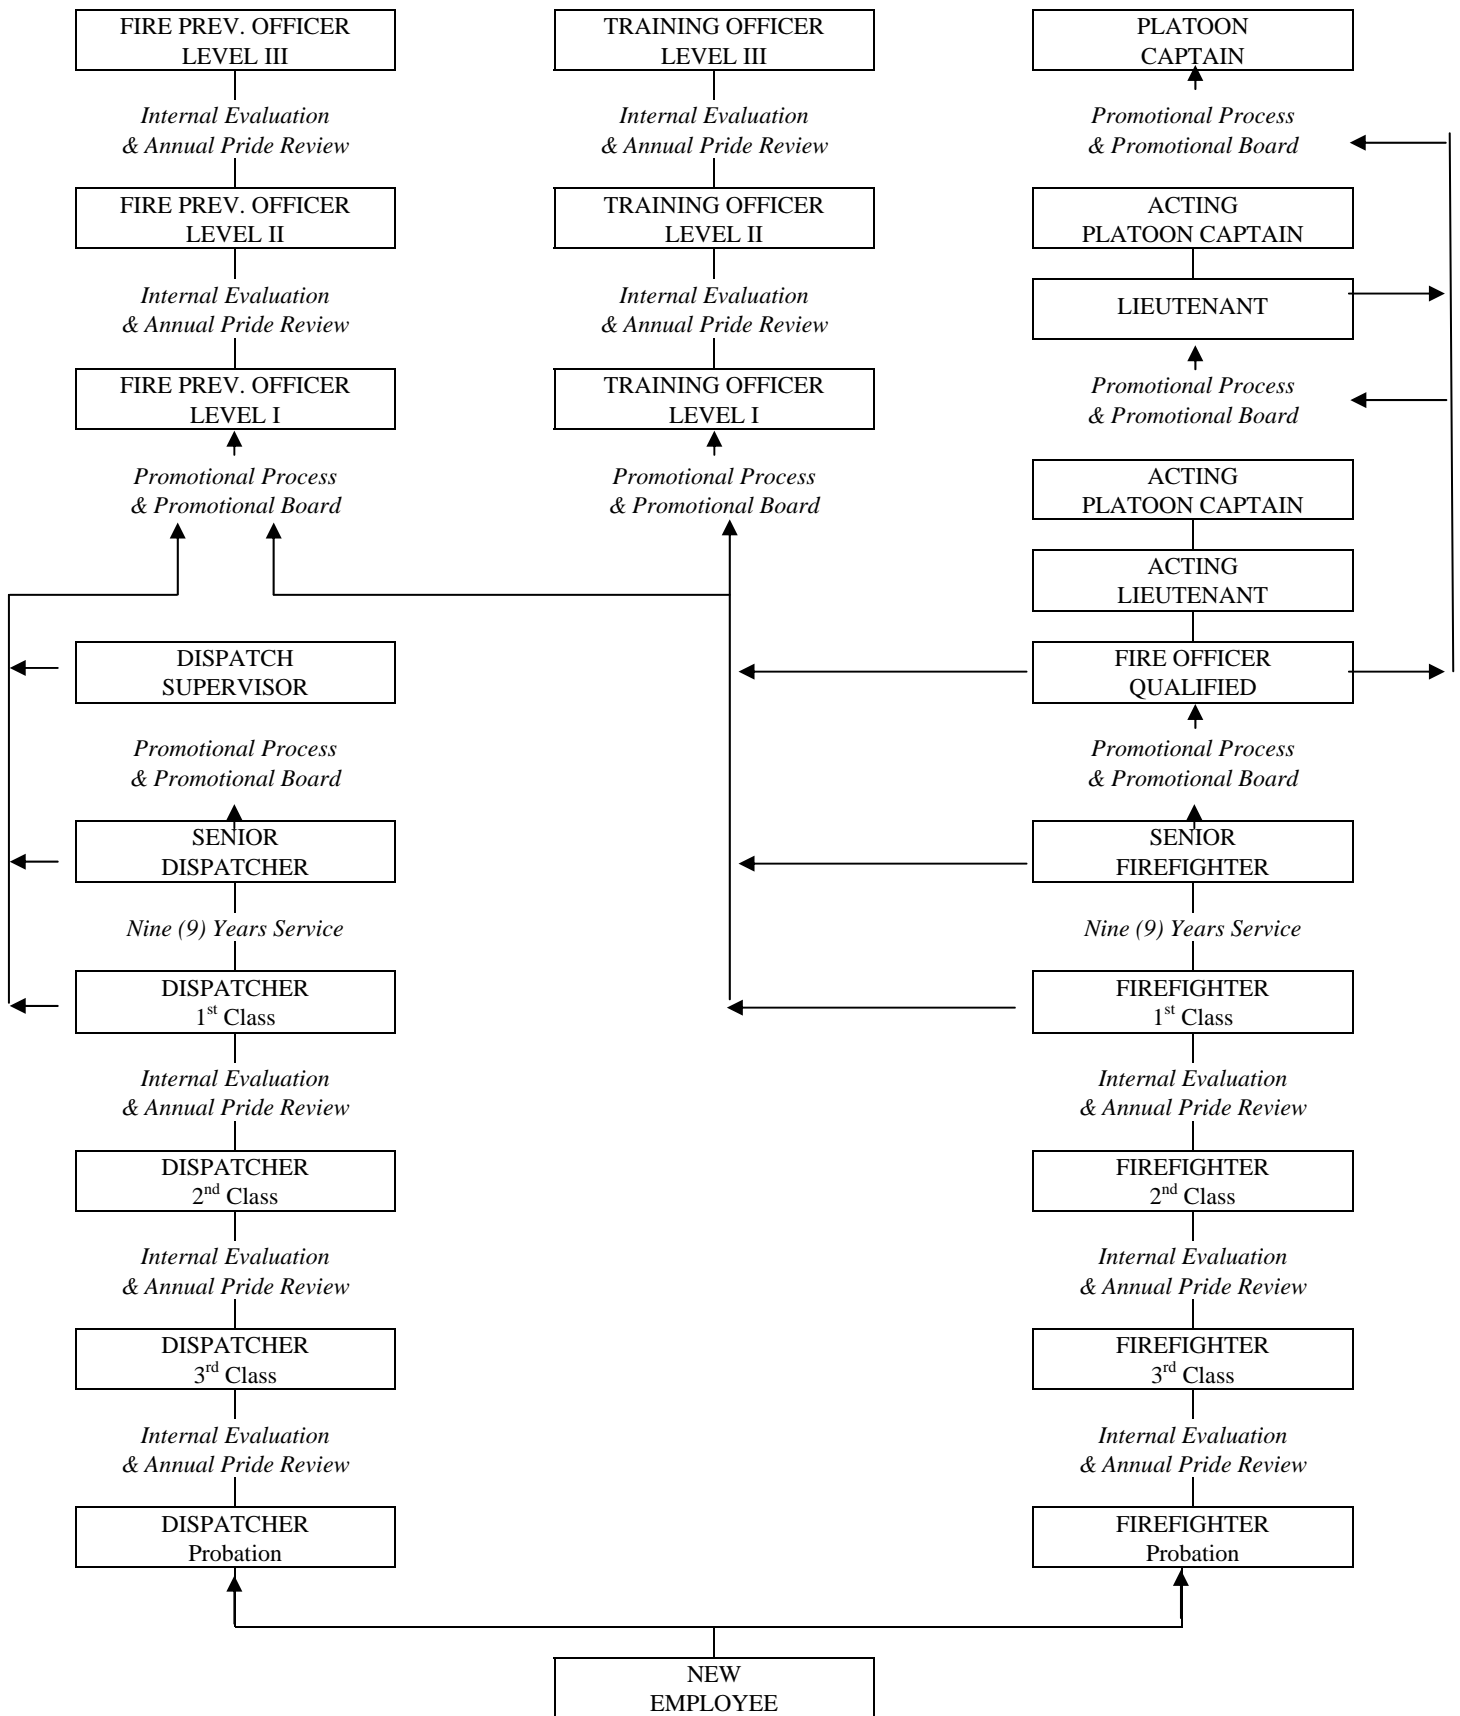 FIRE PREV. OFFICER
LEVEL III
Internal Evaluation
& Annual Pride Review
FIRE PREV. OFFICER
LEVEL II
Internal Evaluation
& Annual Pride Review
FIRE PREV. OFFICER
LEVEL I
Promotional Process
& Promotional Board
DISPATCH
SUPERVISOR
Promotional Process
& Promotional Board
SENIOR
DISPATCHER
Nine (9) Years Service
DISPATCHER
1st Class
Internal Evaluation
& Annual Pride Review
DISPATCHER
2nd Class
Internal Evaluation
& Annual Pride Review
DISPATCHER
3rd Class
Internal Evaluation
& Annual Pride Review
DISPATCHER
Probation
TRAINING OFFICER
LEVEL III
Internal Evaluation
& Annual Pride Review
TRAINING OFFICER
LEVEL II
Internal Evaluation
& Annual Pride Review
TRAINING OFFICER
LEVEL I
Promotional Process
& Promotional Board
PLATOON
CAPTAIN
Promotional Process
& Promotional Board
ACTING
PLATOON CAPTAIN
LIEUTENANT
Promotional Process
& Promotional Board
ACTING
PLATOON CAPTAIN
ACTING
LIEUTENANT
FIRE OFFICER
QUALIFIED
Promotional Process
& Promotional Board
SENIOR
FIREFIGHTER
Nine (9) Years Service
FIREFIGHTER
1st Class
Internal Evaluation
& Annual Pride Review
FIREFIGHTER
2nd Class
Internal Evaluation
& Annual Pride Review
FIREFIGHTER
3rd Class
Internal Evaluation
& Annual Pride Review
FIREFIGHTER
Probation
NEW
EMPLOYEE